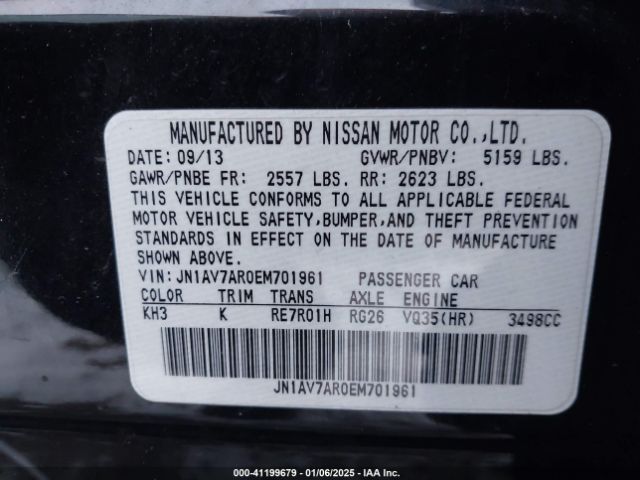 MANUFACTURED BY NISSAN MOTOR CO.,LTD.
DATE: 09/13 GVWR/PNBV: 5159 LBS.
GAWR/PNBE FR: 2557 LBS. RR: 2623 LBS.
THIS VEHICLE CONFORMS TO ALL APPLICABLE FEDERAL
MOTOR VEHICLE SAFETY,BUMPER,AND THEFT PREVENTION
STANDARDS IN EFFECT ON THE DATE OF MANUFACTURE
SHOWN ABOVE.
VIN: JN1AV7AR0EM701961 PASSENGER CAR
COLOR TRIM TRANS AXLE ENGINE
KH3 K RE7R01H RG26 VQ35(HR) 3498CC
JN1AV7AR0EM701961
000-41199679 - 01/06/2025 - IAA Inc.